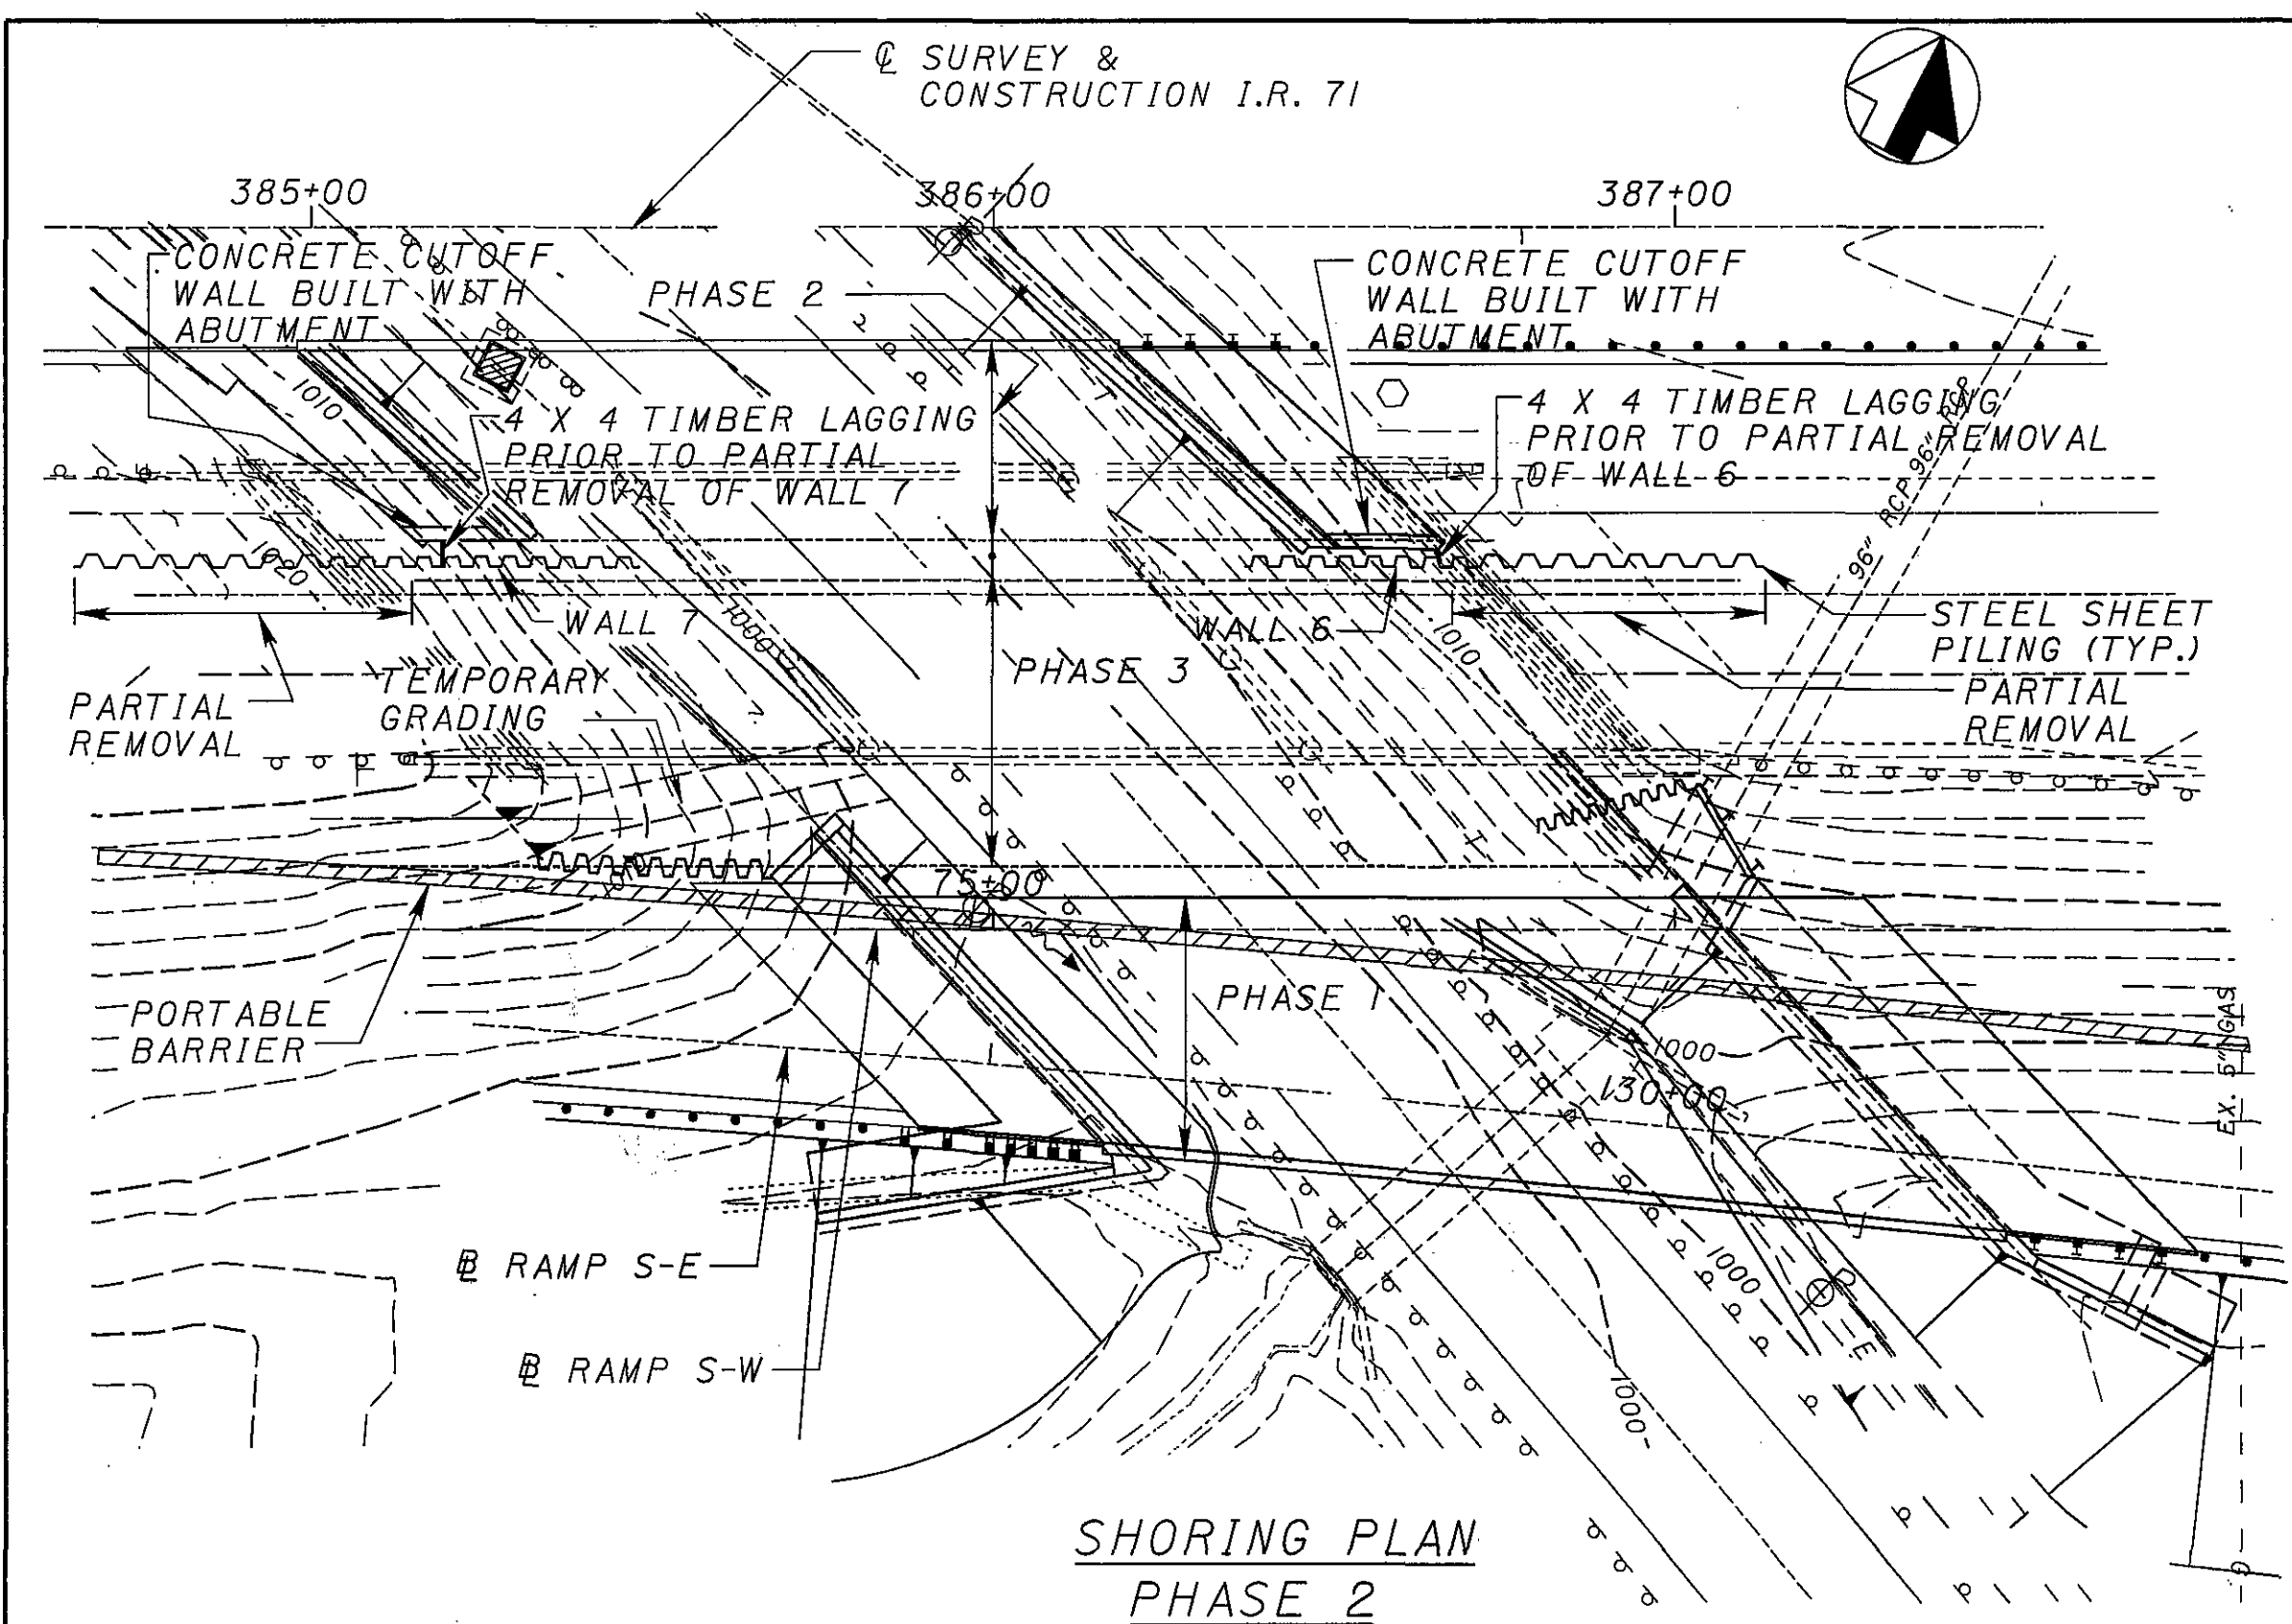 ℄ SURVEY &
CONSTRUCTION I.R. 71
385+00
386+00
387+00
CONCRETE CUTOFF
WALL BUILT WITH
ABUTMENT
PHASE 2
CONCRETE CUTOFF
WALL BUILT WITH
ABUTMENT
1010
4 X 4 TIMBER LAGGING
PRIOR TO PARTIAL
REMOVAL OF WALL 7
4 X 4 TIMBER LAGGING
PRIOR TO PARTIAL REMOVAL
OF WALL 6
96" RCP
96" RCP
1020
WALL 7
1000
WALL 6
1010
STEEL SHEET
PILING (TYP.)
PHASE 3
PARTIAL
REMOVAL
TEMPORARY
GRADING
PARTIAL
REMOVAL
75+00
PORTABLE
BARRIER
PHASE 1
1000
130+00
EX. 5" GAS
B̲L RAMP S-E
1000
B̲L RAMP S-W
E
1000
G
SHORING PLAN
PHASE 2